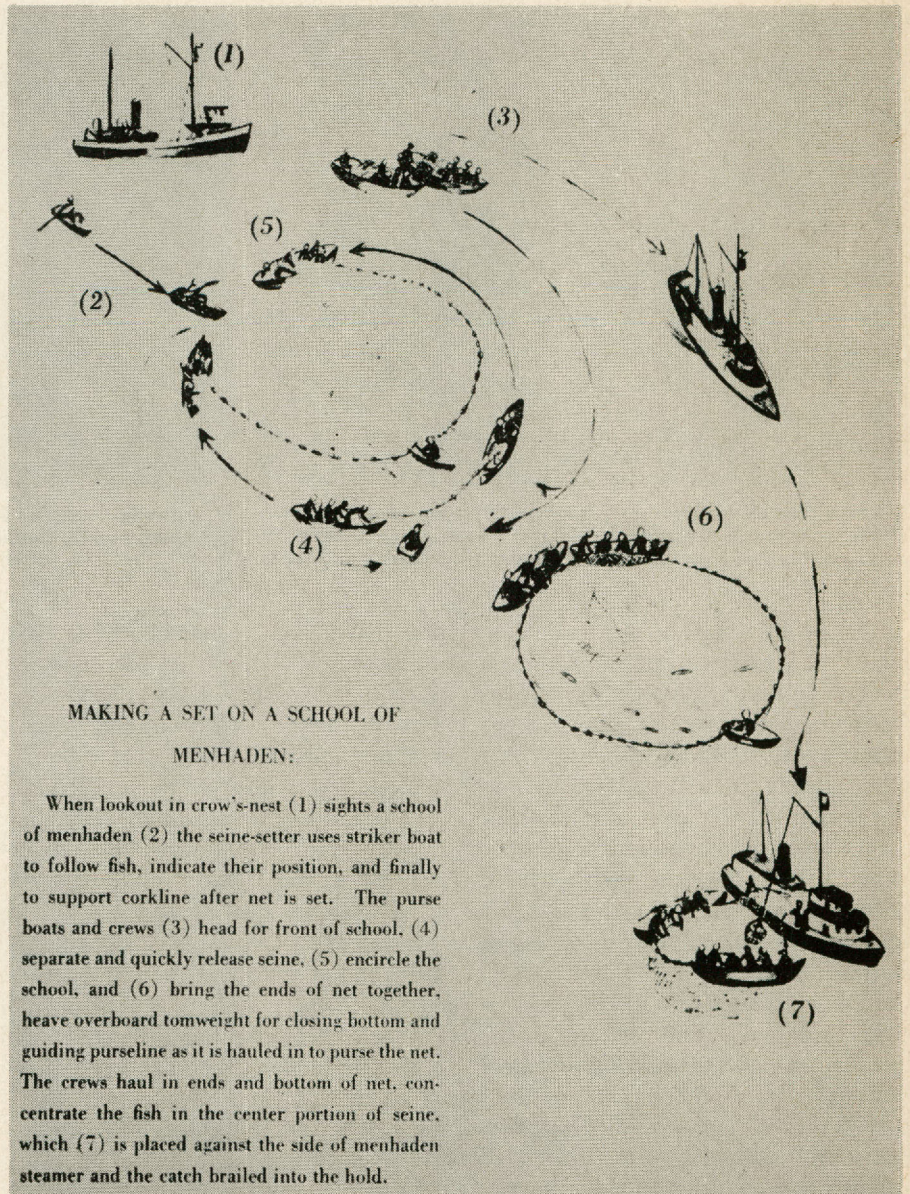 (1)
(3)
(5)
(2)
(4)
(6)
(7)
MAKING A SET ON A SCHOOL OF
MENHADEN:
When lookout in crow's-nest (1) sights a school
of menhaden (2) the seine-setter uses striker boat
to follow fish, indicate their position, and finally
to support corkline after net is set. The purse
boats and crews (3) head for front of school, (4)
separate and quickly release seine, (5) encircle the
school, and (6) bring the ends of net together,
heave overboard tomweight for closing bottom and
guiding purseline as it is hauled in to purse the net.
The crews haul in ends and bottom of net, con-
centrate the fish in the center portion of seine,
which (7) is placed against the side of menhaden
steamer and the catch brailed into the hold.